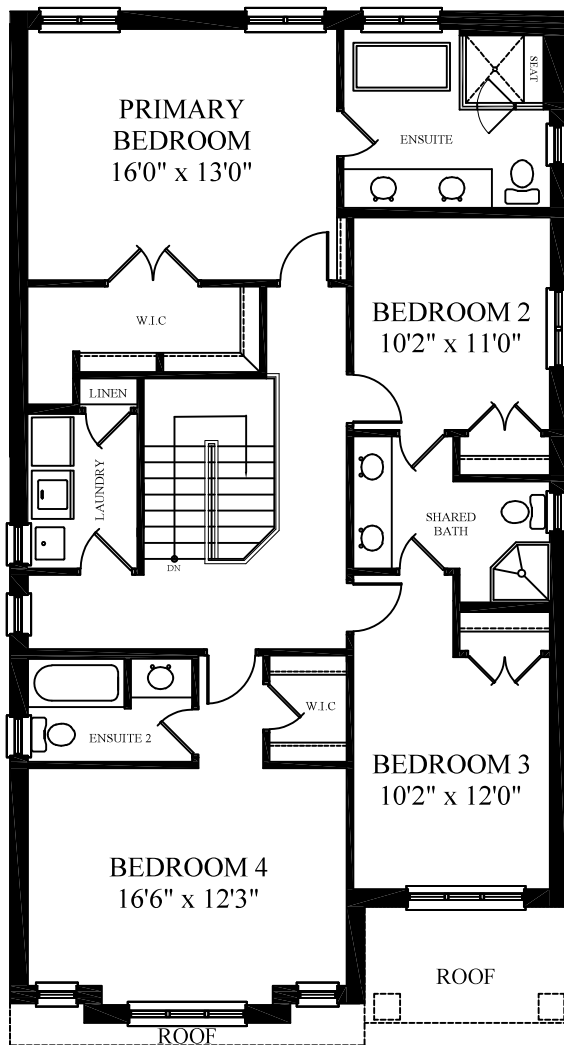 PRIMARY
BEDROOM
16'0" x 13'0"
ENSUITE
SEAT
W.I.C
BEDROOM 2
10'2" x 11'0"
LINEN
LAUNDRY
DN
SHARED
BATH
ENSUITE 2
W.I.C
BEDROOM 3
10'2" x 12'0"
BEDROOM 4
16'6" x 12'3"
ROOF
ROOF